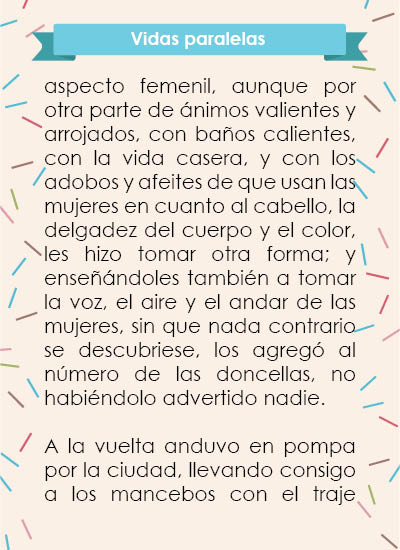 Vidas paralelas
aspecto femenil, aunque por
otra parte de ánimos valientes y
arrojados, con baños calientes,
con la vida casera, y con los
adobos y afeites de que usan las
mujeres en cuanto al cabello, la
delgadez del cuerpo y el color,
les hizo tomar otra forma; y
enseñándoles también a tomar
la voz, el aire y el andar de las
mujeres, sin que nada contrario
se descubriese, los agregó al
número de las doncellas, no
habiéndolo advertido nadie.
A la vuelta anduvo en pompa
por la ciudad, llevando consigo
a los mancebos con el traje